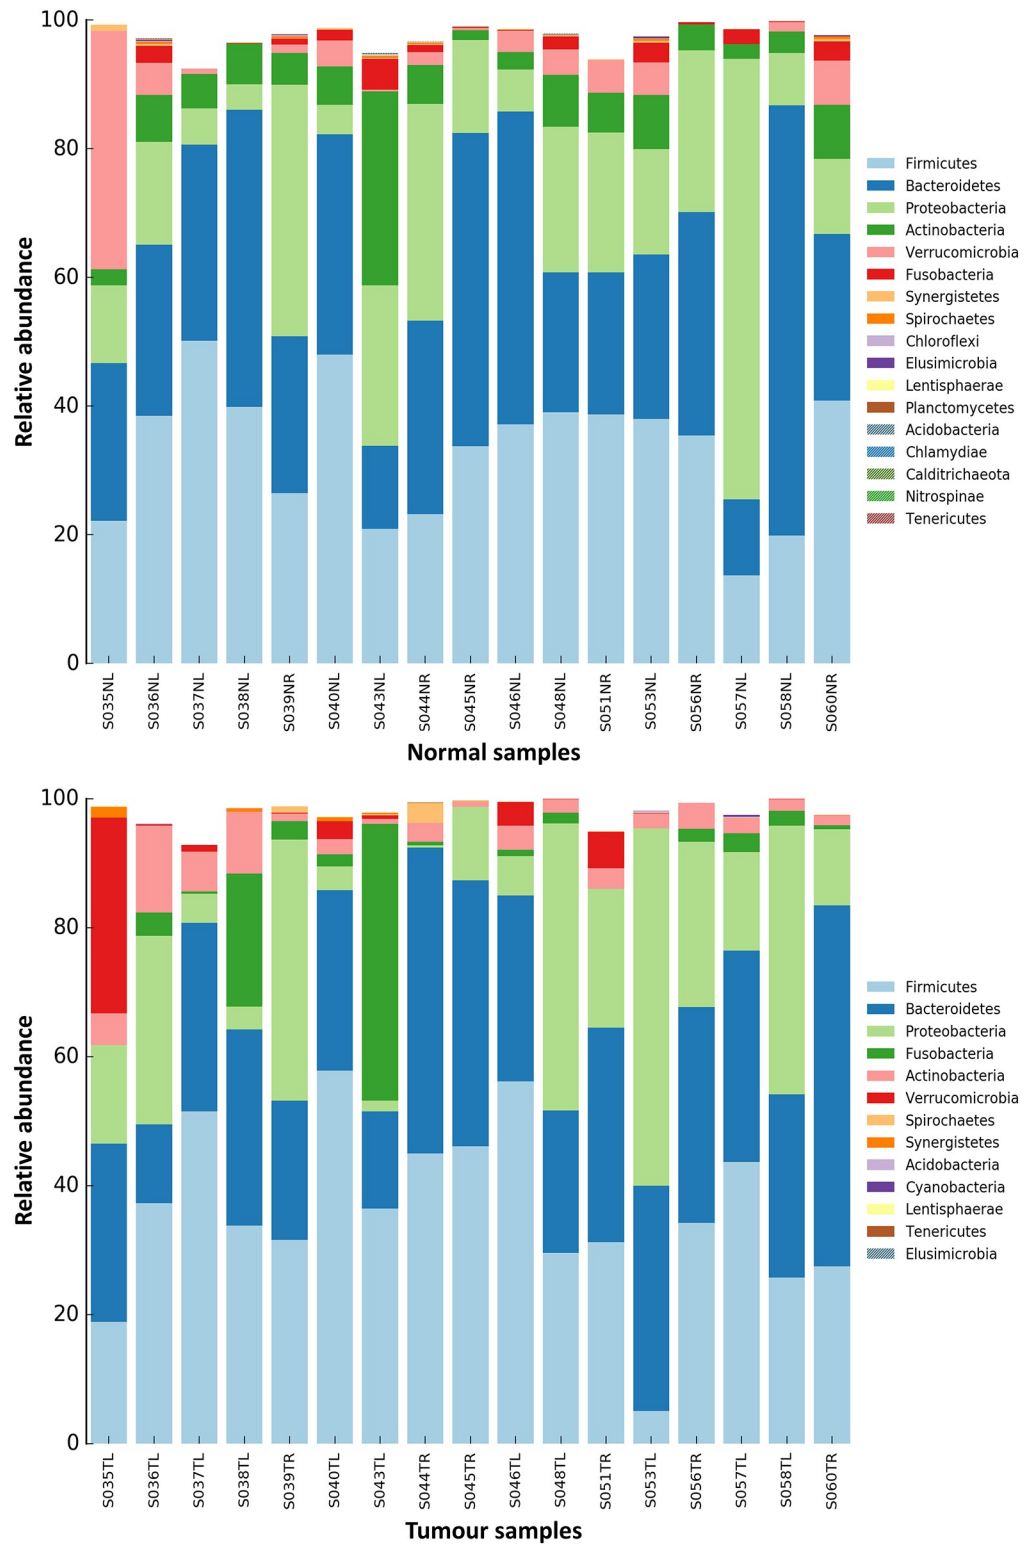 Relative abundance
100
80
60
40
20
0
S035NL
S036NL
S037NL
S038NL
S039NR
S040NL
S043NL
S044NR
S045NR
S046NL
S048NL
S051NR
S053NL
S056NR
S057NL
S058NL
S060NR
Normal samples
Firmicutes
Bacteroidetes
Proteobacteria
Actinobacteria
Verrucomicrobia
Fusobacteria
Synergistetes
Spirochaetes
Chloroflexi
Elusimicrobia
Lentisphaerae
Planctomycetes
Acidobacteria
Chlamydiae
Calditrichaeota
Nitrospinae
Tenericutes
Relative abundance
100
80
60
40
20
0
S035TL
S036TL
S037TL
S038TL
S039TR
S040TL
S043TL
S044TR
S045TR
S046TL
S048TL
S051TR
S053TL
S056TR
S057TL
S058TL
S060TR
Tumour samples
Firmicutes
Bacteroidetes
Proteobacteria
Fusobacteria
Actinobacteria
Verrucomicrobia
Spirochaetes
Synergistetes
Acidobacteria
Cyanobacteria
Lentisphaerae
Tenericutes
Elusimicrobia